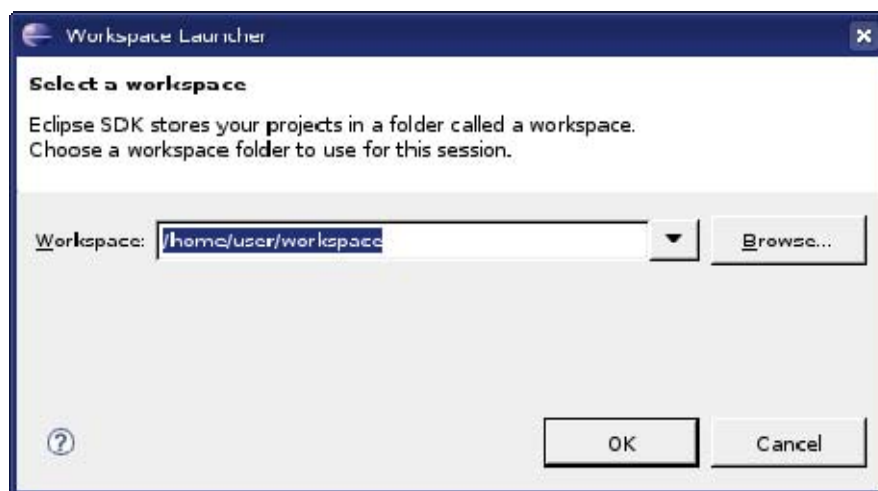 Workspace Launcher
Select a workspace
Eclipse SDK stores your projects in a folder called a workspace.
Choose a workspace folder to use for this session.
Workspace: /home/user/workspace Browse...
? OK Cancel